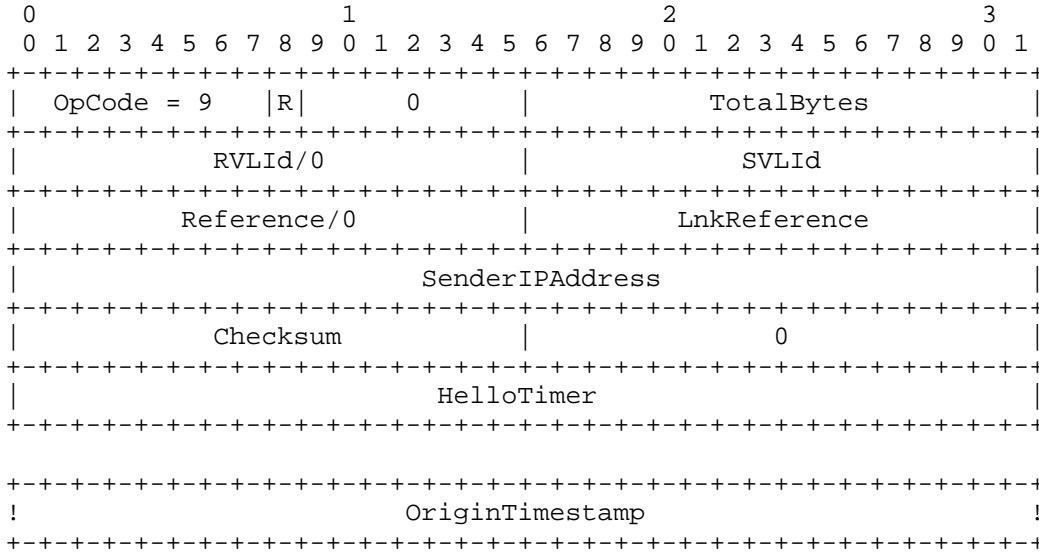 0                   1                   2                   3
 0 1 2 3 4 5 6 7 8 9 0 1 2 3 4 5 6 7 8 9 0 1 2 3 4 5 6 7 8 9 0 1
+-+-+-+-+-+-+-+-+-+-+-+-+-+-+-+-+-+-+-+-+-+-+-+-+-+-+-+-+-+-+-+-+
|  OpCode = 9   |R|      0      |           TotalBytes          |
+-+-+-+-+-+-+-+-+-+-+-+-+-+-+-+-+-+-+-+-+-+-+-+-+-+-+-+-+-+-+-+-+
|            RVLId/0            |             SVLId             |
+-+-+-+-+-+-+-+-+-+-+-+-+-+-+-+-+-+-+-+-+-+-+-+-+-+-+-+-+-+-+-+-+
|          Reference/0          |         LnkReference          |
+-+-+-+-+-+-+-+-+-+-+-+-+-+-+-+-+-+-+-+-+-+-+-+-+-+-+-+-+-+-+-+-+
|                         SenderIPAddress                       |
+-+-+-+-+-+-+-+-+-+-+-+-+-+-+-+-+-+-+-+-+-+-+-+-+-+-+-+-+-+-+-+-+
|            Checksum           |               0               |
+-+-+-+-+-+-+-+-+-+-+-+-+-+-+-+-+-+-+-+-+-+-+-+-+-+-+-+-+-+-+-+-+
|                          HelloTimer                           |
+-+-+-+-+-+-+-+-+-+-+-+-+-+-+-+-+-+-+-+-+-+-+-+-+-+-+-+-+-+-+-+-+
+-+-+-+-+-+-+-+-+-+-+-+-+-+-+-+-+-+-+-+-+-+-+-+-+-+-+-+-+-+-+-+-+
!                        OriginTimestamp                        !
+-+-+-+-+-+-+-+-+-+-+-+-+-+-+-+-+-+-+-+-+-+-+-+-+-+-+-+-+-+-+-+-+